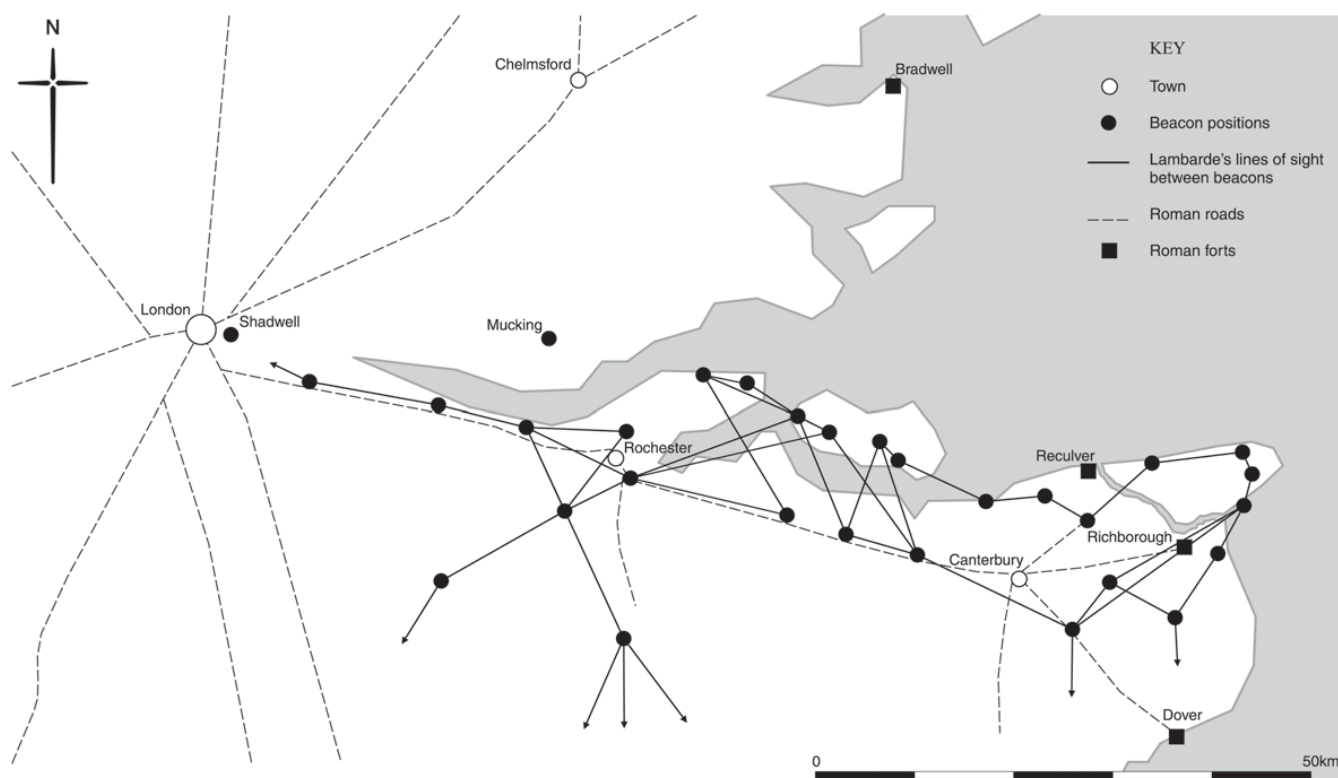 N
Chelmsford
Bradwell
KEY
Town
Beacon positions
Lambarde's lines of sight
between beacons
Roman roads
Roman forts
London
Shadwell
Mucking
Rochester
Reculver
Richborough
Canterbury
Dover
0
50km